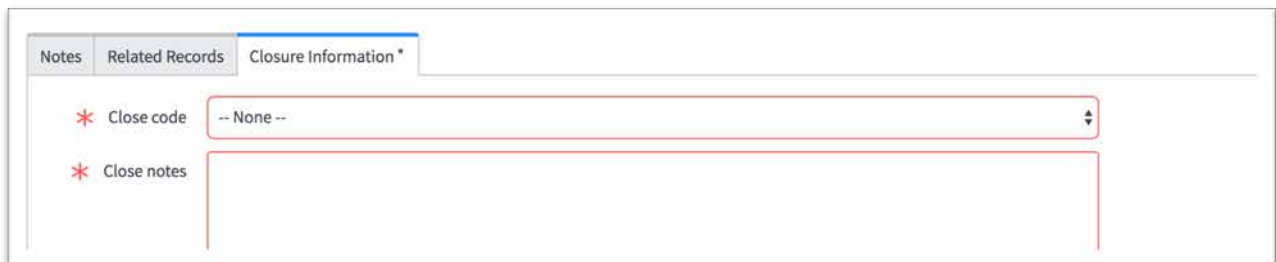 Notes Related Records Closure Information *
* Close code -- None --
* Close notes